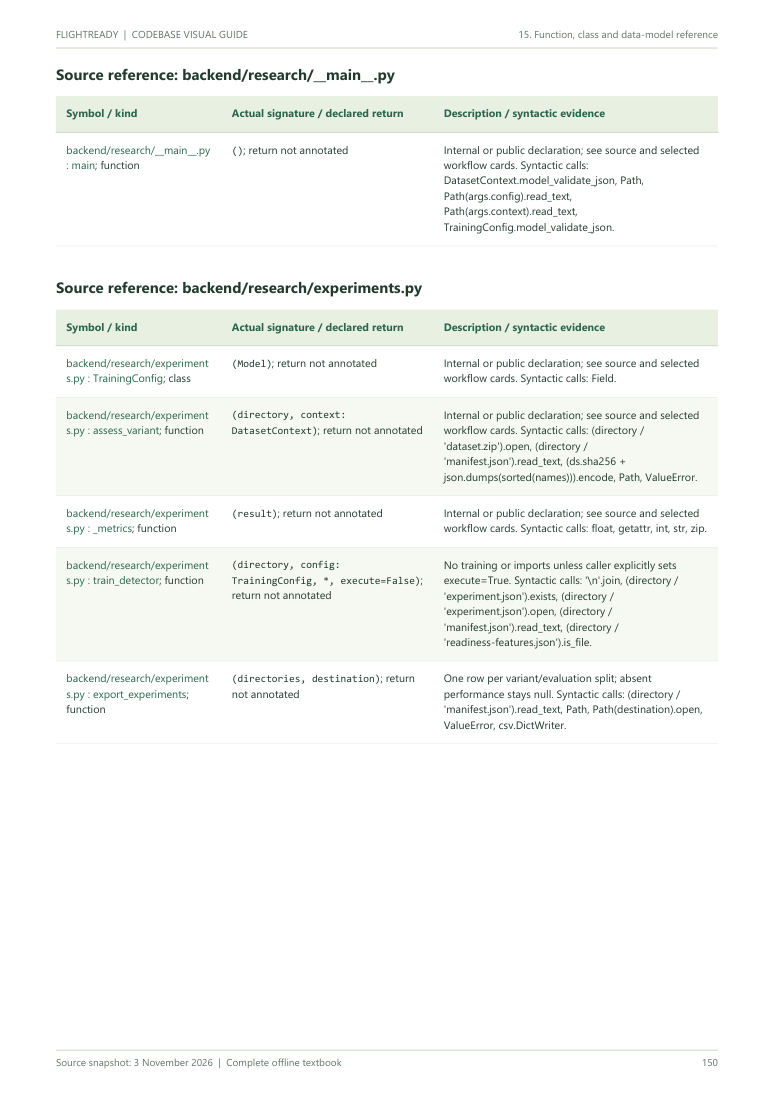 FLIGHTREADY | CODEBASE VISUAL GUIDE
15. Function, class and data-model reference
Source reference: backend/research/__main__.py
Symbol / kind
Actual signature / declared return
Description / syntactic evidence
backend/research/__main__.py
: main; function
(); return not annotated
Internal or public declaration; see source and selected
workflow cards. Syntactic calls:
DatasetContext.model_validate_json, Path,
Path(args.config).read_text,
Path(args.context).read_text,
TrainingConfig.model_validate_json.
Source reference: backend/research/experiments.py
Symbol / kind
Actual signature / declared return
Description / syntactic evidence
backend/research/experiment
s.py : TrainingConfig; class
(Model); return not annotated
Internal or public declaration; see source and selected
workflow cards. Syntactic calls: Field.
backend/research/experiment
s.py : assess_variant; function
(directory, context:
DatasetContext); return not annotated
Internal or public declaration; see source and selected
workflow cards. Syntactic calls: (directory /
'dataset.zip').open, (directory /
'manifest.json').read_text, (ds.sha256 +
json.dumps(sorted(names))).encode, Path, ValueError.
backend/research/experiment
s.py : _metrics; function
(result); return not annotated
Internal or public declaration; see source and selected
workflow cards. Syntactic calls: float, getattr, int, str, zip.
backend/research/experiment
s.py : train_detector; function
(directory, config:
TrainingConfig, *, execute=False);
return not annotated
No training or imports unless caller explicitly sets
execute=True. Syntactic calls: '\n'.join, (directory /
'experiment.json').exists, (directory /
'experiment.json').open, (directory /
'manifest.json').read_text, (directory /
'readiness-features.json').is_file.
backend/research/experiment
s.py : export_experiments;
function
(directories, destination); return
not annotated
One row per variant/evaluation split; absent
performance stays null. Syntactic calls: (directory /
'manifest.json').read_text, Path, Path(destination).open,
ValueError, csv.DictWriter.
Source snapshot: 3 November 2026 | Complete offline textbook
150